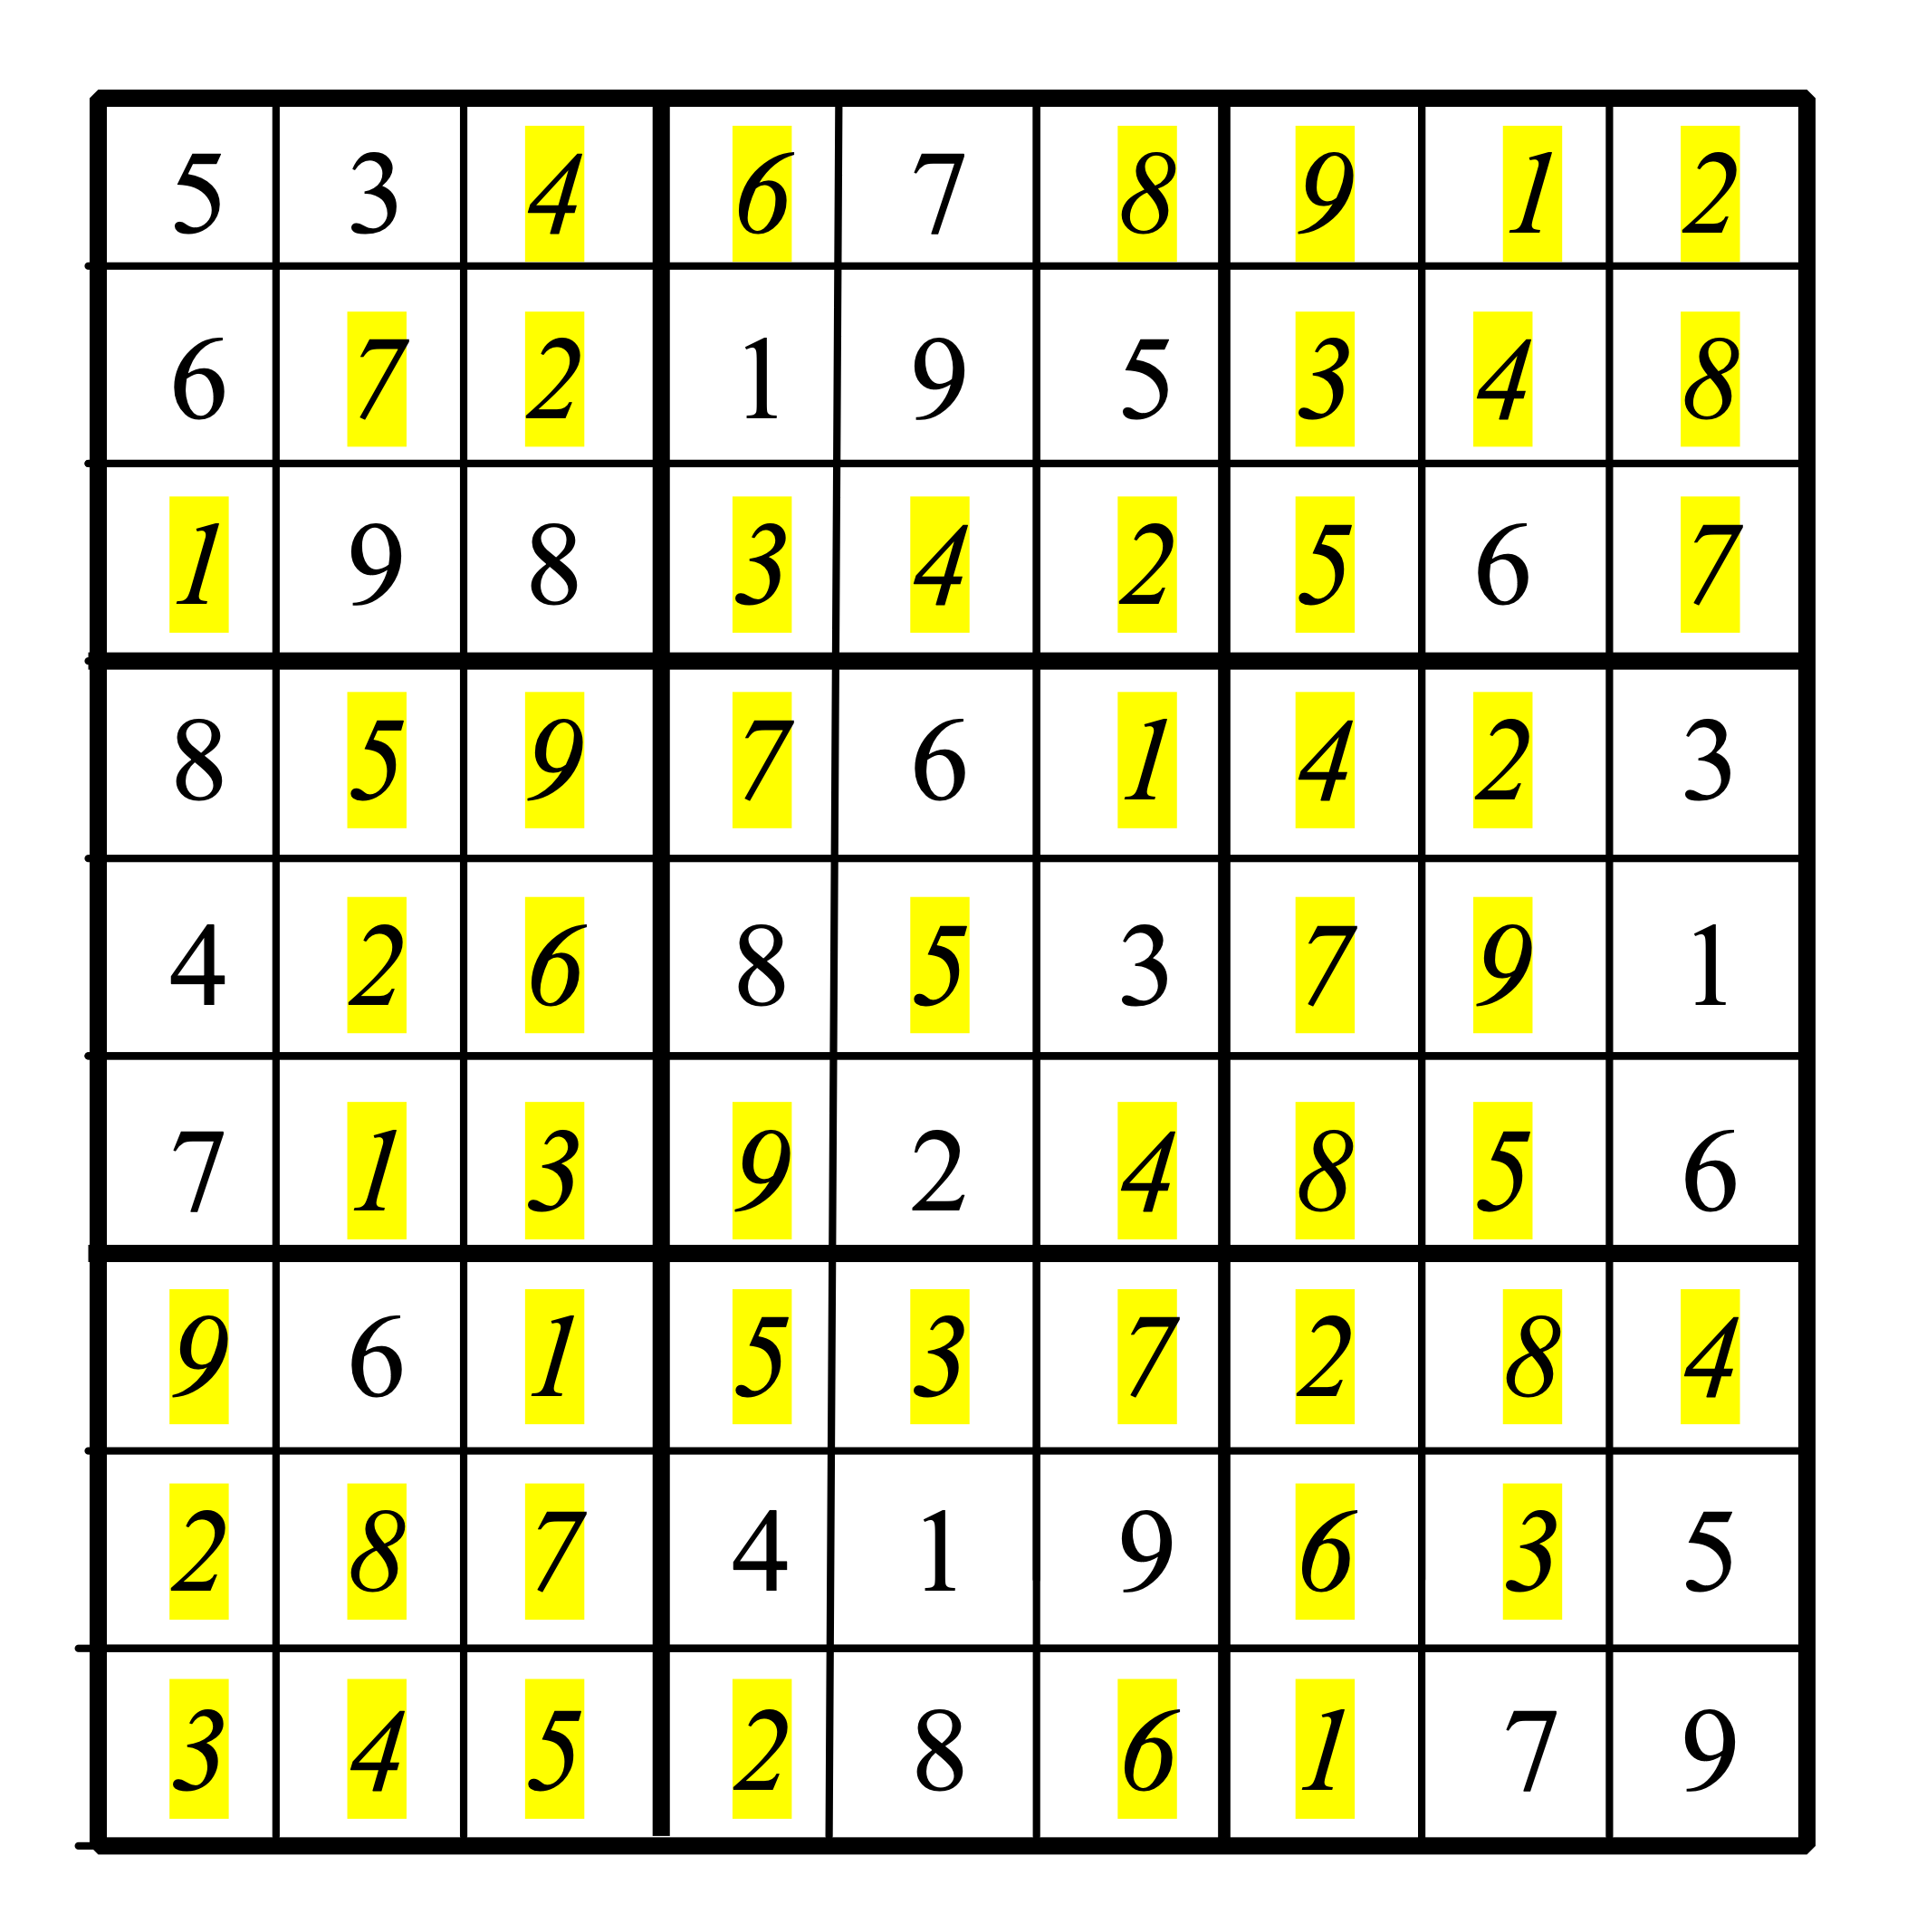 5 3 4 6 7 8 9 1 2
6 7 2 1 9 5 3 4 8
1 9 8 3 4 2 5 6 7
8 5 9 7 6 1 4 2 3
4 2 6 8 5 3 7 9 1
7 1 3 9 2 4 8 5 6
9 6 1 5 3 7 2 8 4
2 8 7 4 1 9 6 3 5
3 4 5 2 8 6 1 7 9